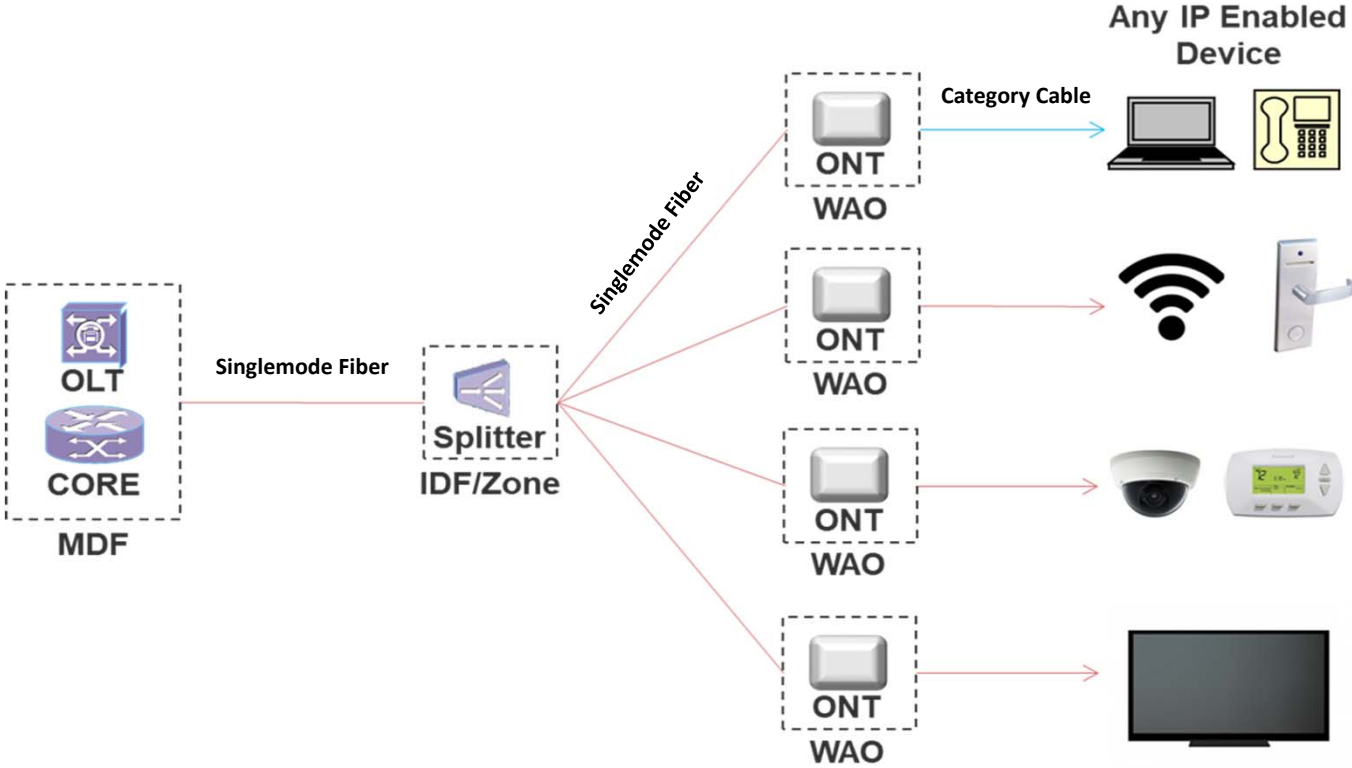 Any IP Enabled
Device
Category Cable
ONT
WAO
Singlemode Fiber
ONT
WAO
OLT
CORE
MDF
Singlemode Fiber
Splitter
IDF/Zone
ONT
WAO
ONT
WAO